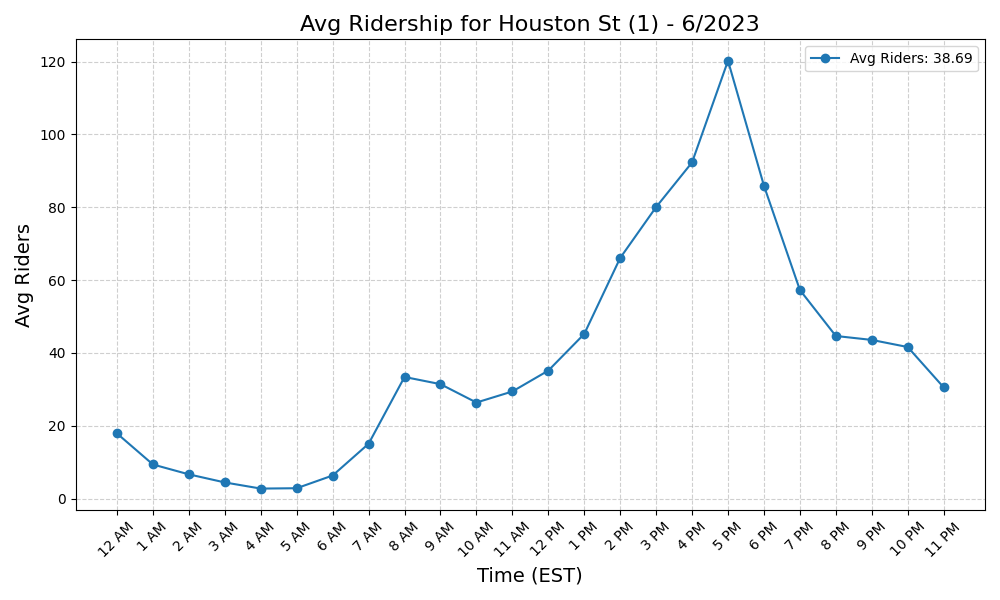 Avg Ridership for Houston St (1) - 6/2023
Avg Riders: 38.69
Avg Riders
120
100
80
60
40
20
0
12 AM
1 AM
2 AM
3 AM
4 AM
5 AM
6 AM
7 AM
8 AM
9 AM
10 AM
11 AM
12 PM
1 PM
2 PM
3 PM
4 PM
5 PM
6 PM
7 PM
8 PM
9 PM
10 PM
11 PM
Time (EST)